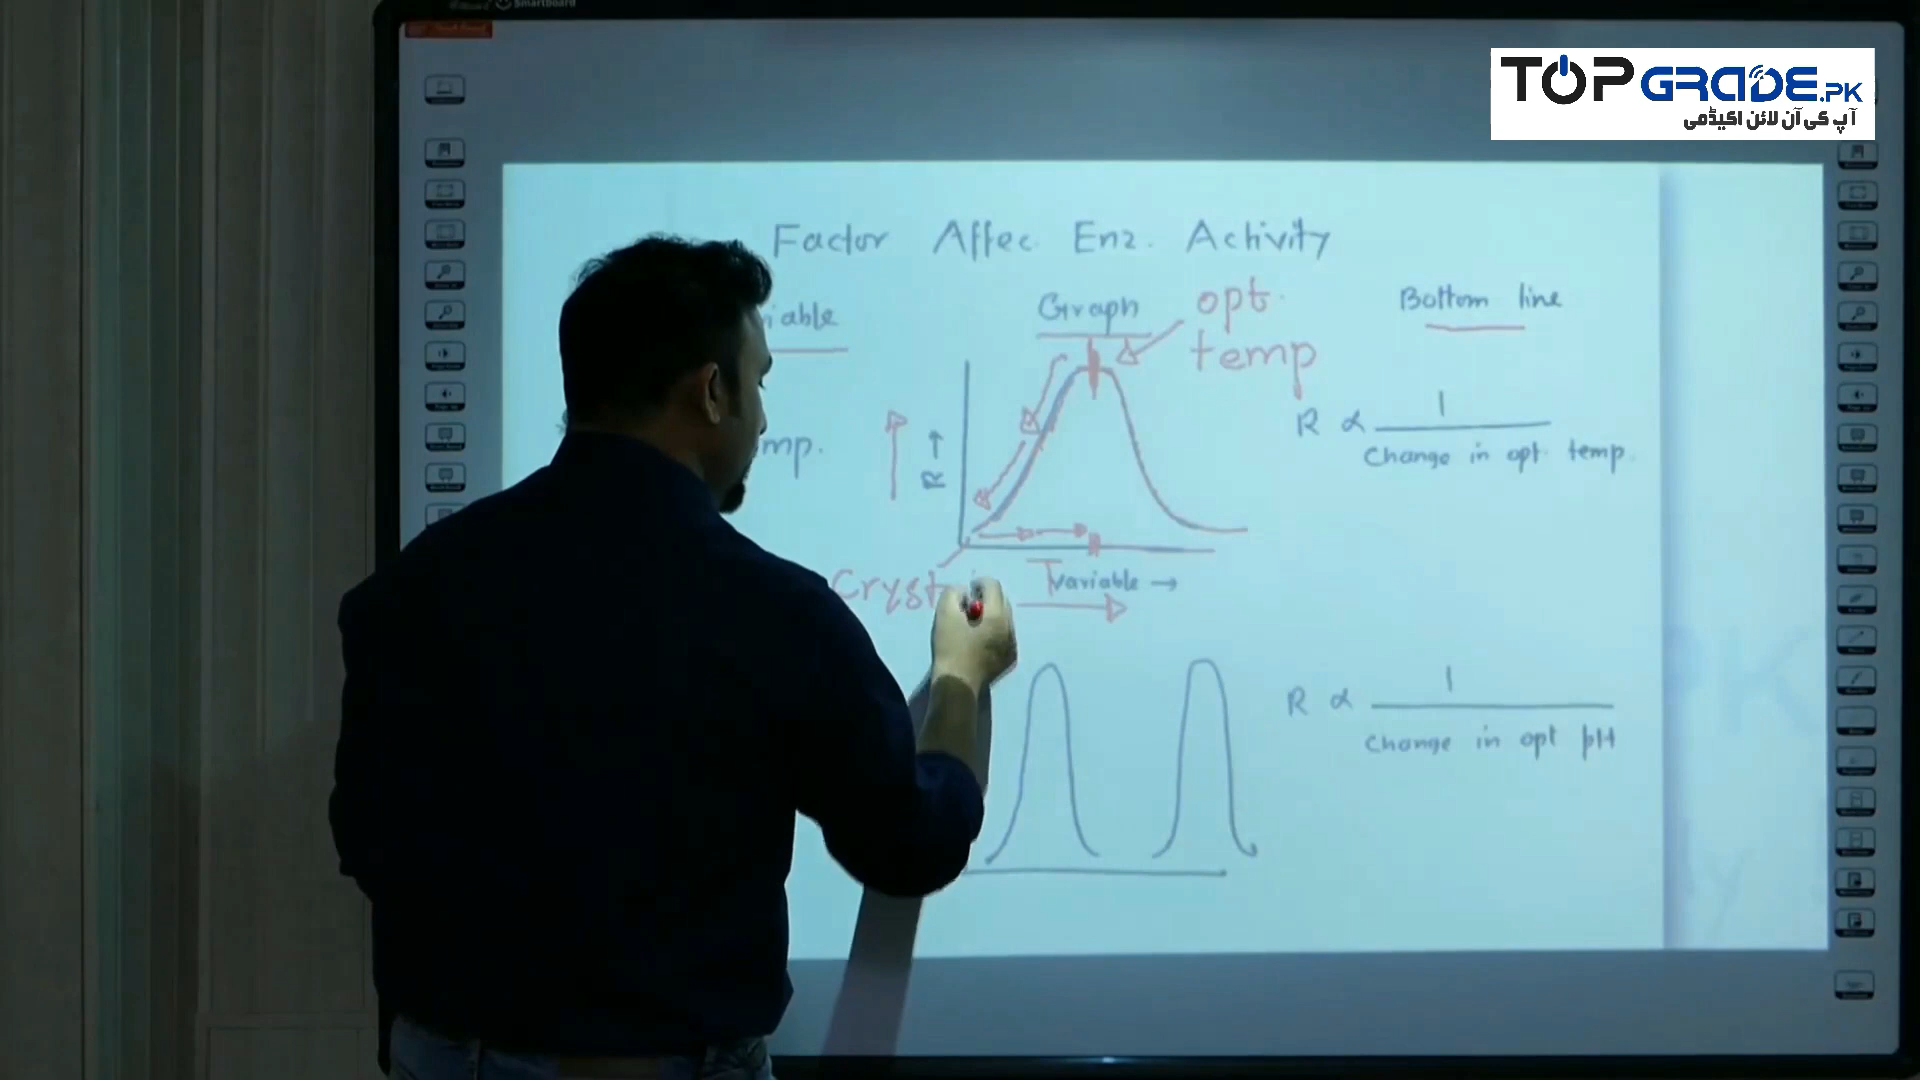 Smartboard
TOPGRADE.PK
آپ کی آن لائن اکیڈمی
Factor Affec. Enz. Activity
iable
Graph
opt.
temp
Bottom line
mp.
R →
R ∝ 1
Change in opt. temp.
Cryst
T variable →
R ∝ 1
Change in opt pH